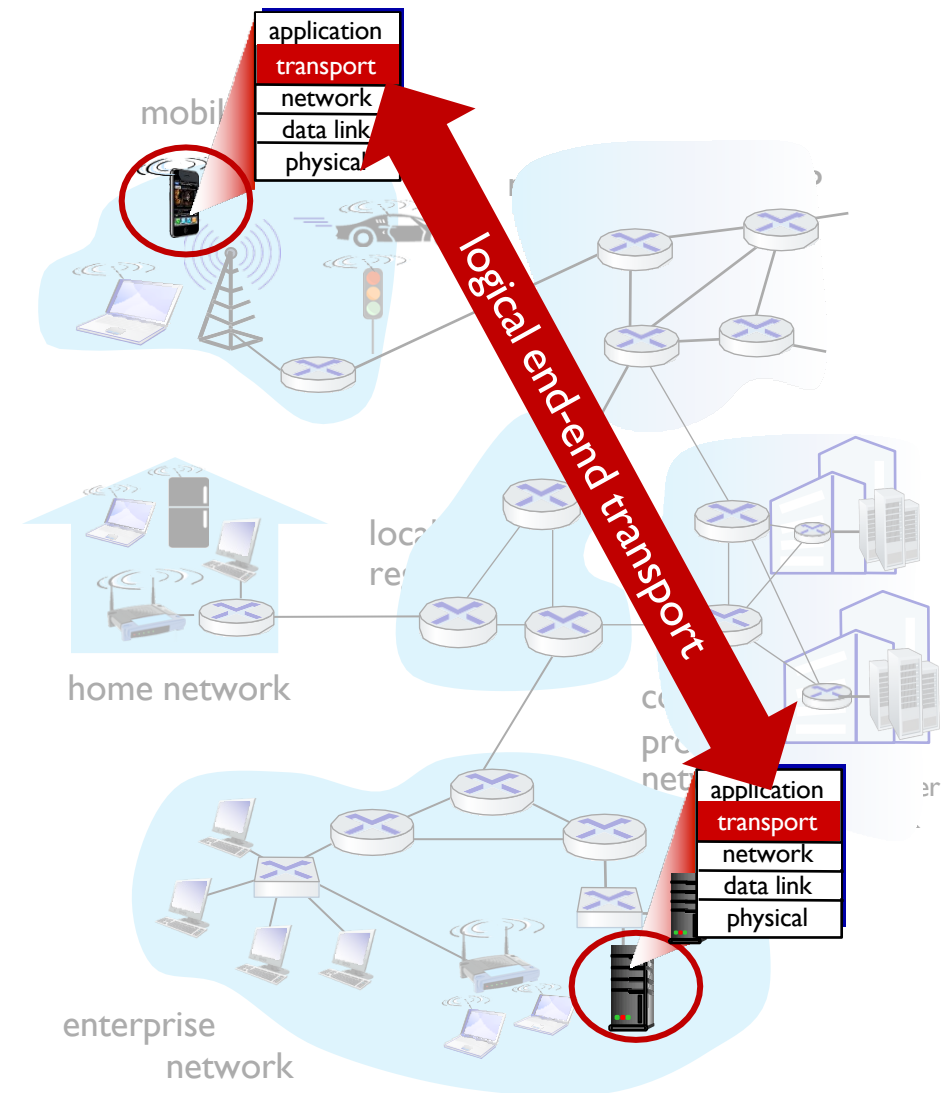 application
transport
network
data link
physical
logical end-end transport
home network
application
transport
network
data link
physical
enterprise
network